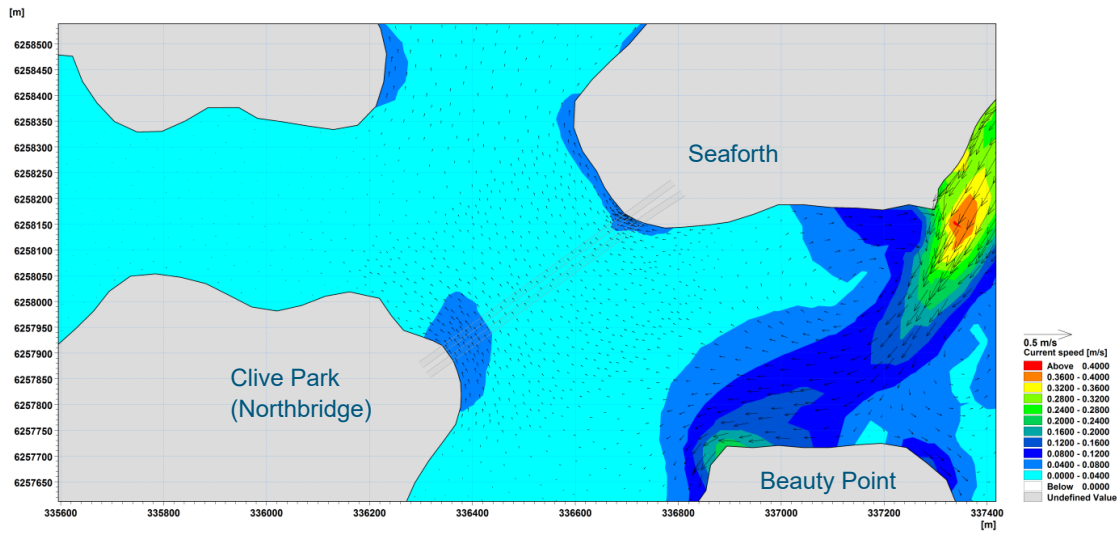 [m]
6258500
6258450
6258400
6258350
6258300
6258250
6258200
6258150
6258100
6258050
6258000
6257950
6257900
6257850
6257800
6257750
6257700
6257650
Seaforth
Clive Park
(Northbridge)
Beauty Point
335600 335800 336000 336200 336400 336600 336800 337000 337200 337400
[m]
0.5 m/s
Current speed [m/s]
Above 0.4000
0.3600 - 0.4000
0.3200 - 0.3600
0.2800 - 0.3200
0.2400 - 0.2800
0.2000 - 0.2400
0.1600 - 0.2000
0.1200 - 0.1600
0.0800 - 0.1200
0.0400 - 0.0800
0.0000 - 0.0400
Below 0.0000
Undefined Value